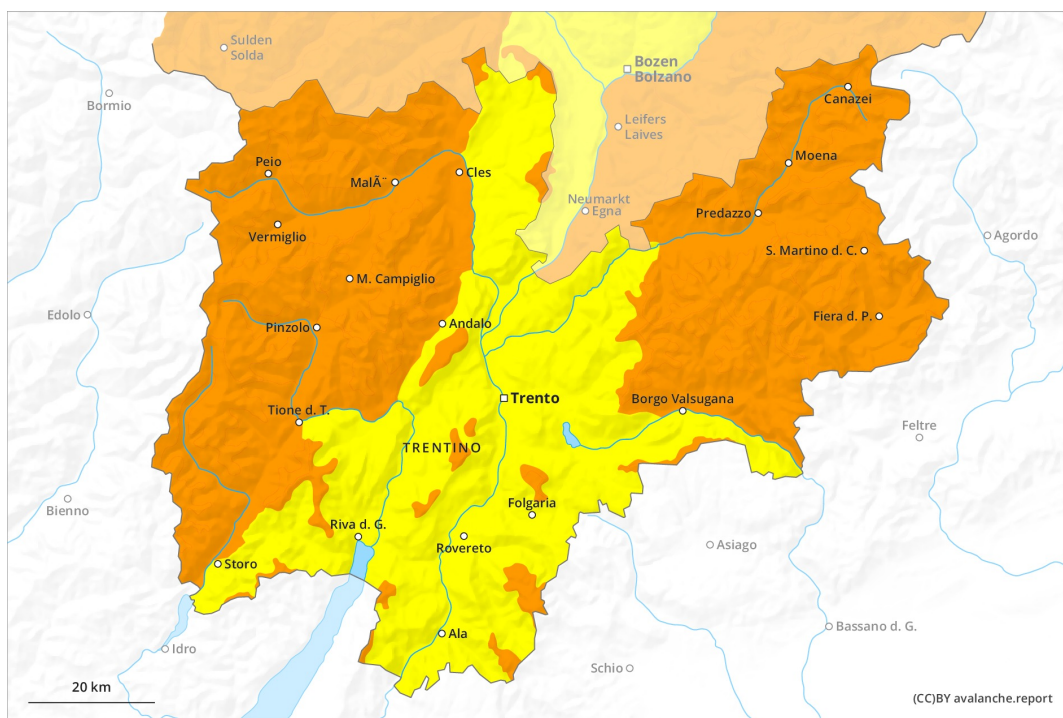 Sulden
Solda
Bozen
Bolzano
Bormio
Canazei
Leifers
Laives
Peio
MalÃ¨
Cles
Moena
Neumarkt
Egna
Predazzo
Vermiglio
Agordo
S. Martino d. C.
M. Campiglio
Edolo
Fiera d. P.
Pinzolo
Andalo
Trento
Borgo Valsugana
Tione d. T.
Feltre
TRENTINO
Bienno
Folgaria
Riva d. G.
Rovereto
Asiago
Storo
Bassano d. G.
Ala
Idro
Schio
20 km
(CC)BY avalanche.report